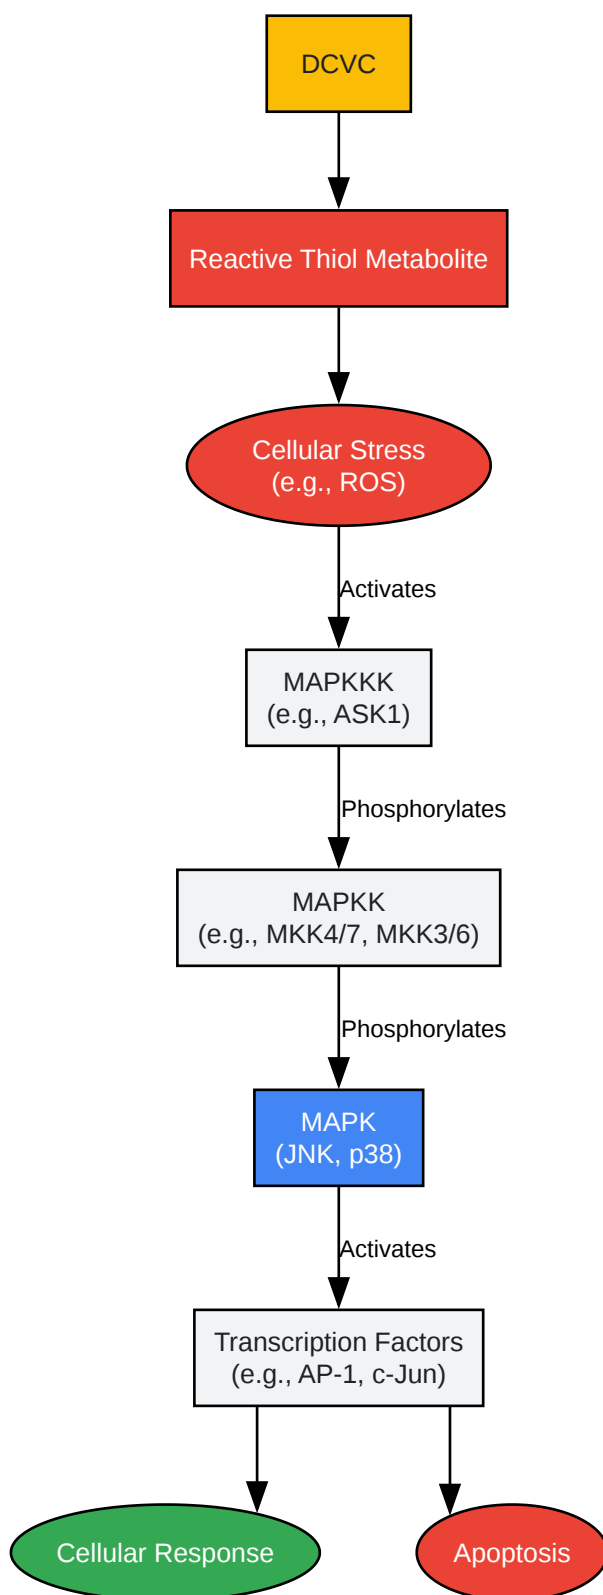 DCVC
Reactive Thiol Metabolite
Cellular Stress
(e.g., ROS)
Activates
MAPKKK
(e.g., ASK1)
Phosphorylates
MAPKK
(e.g., MKK4/7, MKK3/6)
Phosphorylates
MAPK
(JNK, p38)
Activates
Transcription Factors
(e.g., AP-1, c-Jun)
Cellular Response
Apoptosis